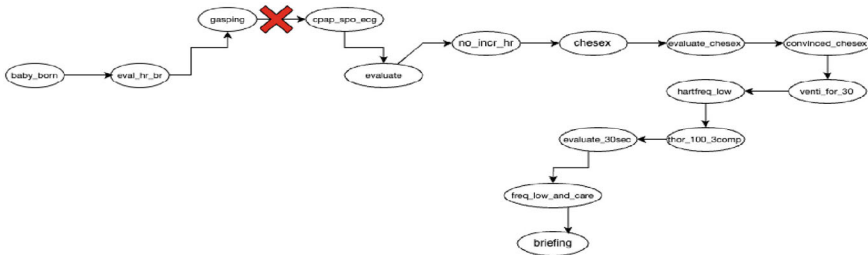 baby_born
eval_hr_br
gasping
cpap_spo_ecg
evaluate
no_incr_hr
chesex
evaluate_chesex
convinced_chesex
venti_for_30
hartfreq_low
thor_100_3comp
evaluate_30sec
freq_low_and_care
briefing